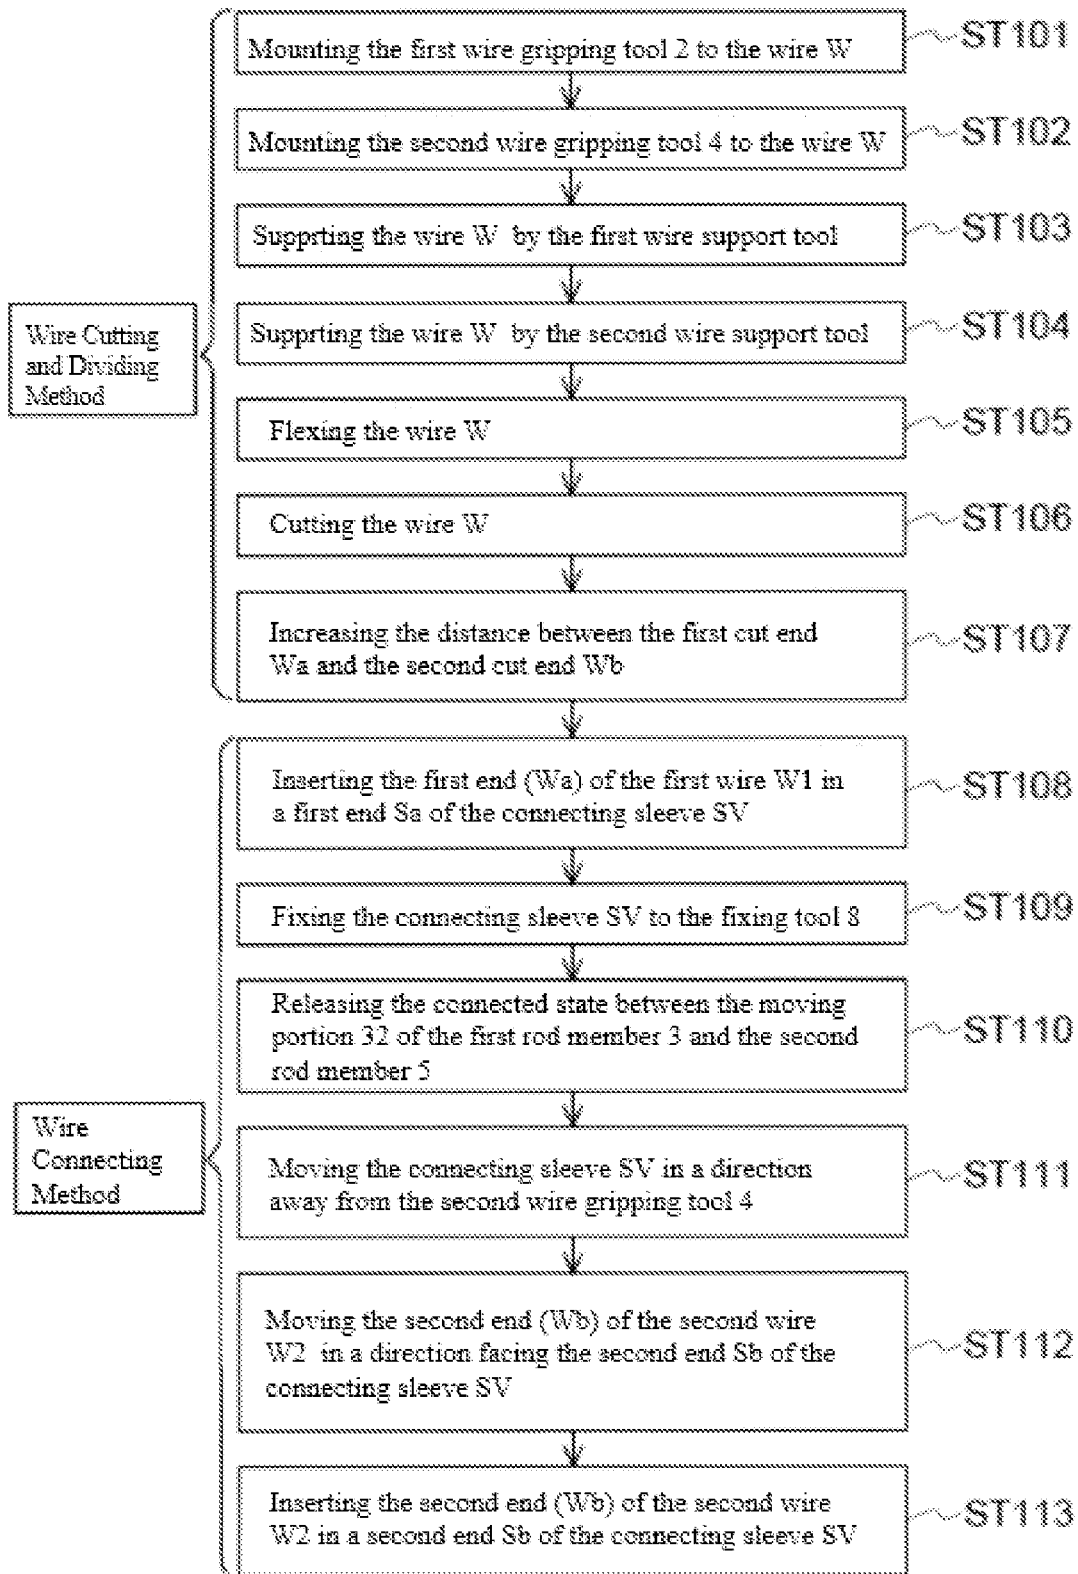 Mounting the first wire gripping tool 2 to the wire W
ST101
Mounting the second wire gripping tool 4 to the wire W
ST102
Supprting the wire W by the first wire support tool
ST103
Supprting the wire W by the second wire support tool
ST104
Wire Cutting
and Dividing
Method
Flexing the wire W
ST105
Cutting the wire W
ST106
Increasing the distance between the first cut end
Wa and the second cut end Wb
ST107
Inserting the first end (Wa) of the first wire W1 in
a first end Sa of the connecting sleeve SV
ST108
Fixing the connecting sleeve SV to the fixing tool 8
ST109
Releasing the connected state between the moving
portion 32 of the first rod member 3 and the second
rod member 5
ST110
Wire
Connecting
Method
Moving the connecting sleeve SV in a direction
away from the second wire gripping tool 4
ST111
Moving the second end (Wb) of the second wire
W2 in a direction facing the second end Sb of the
connecting sleeve SV
ST112
Inserting the second end (Wb) of the second wire
W2 in a second end Sb of the connecting sleeve SV
ST113